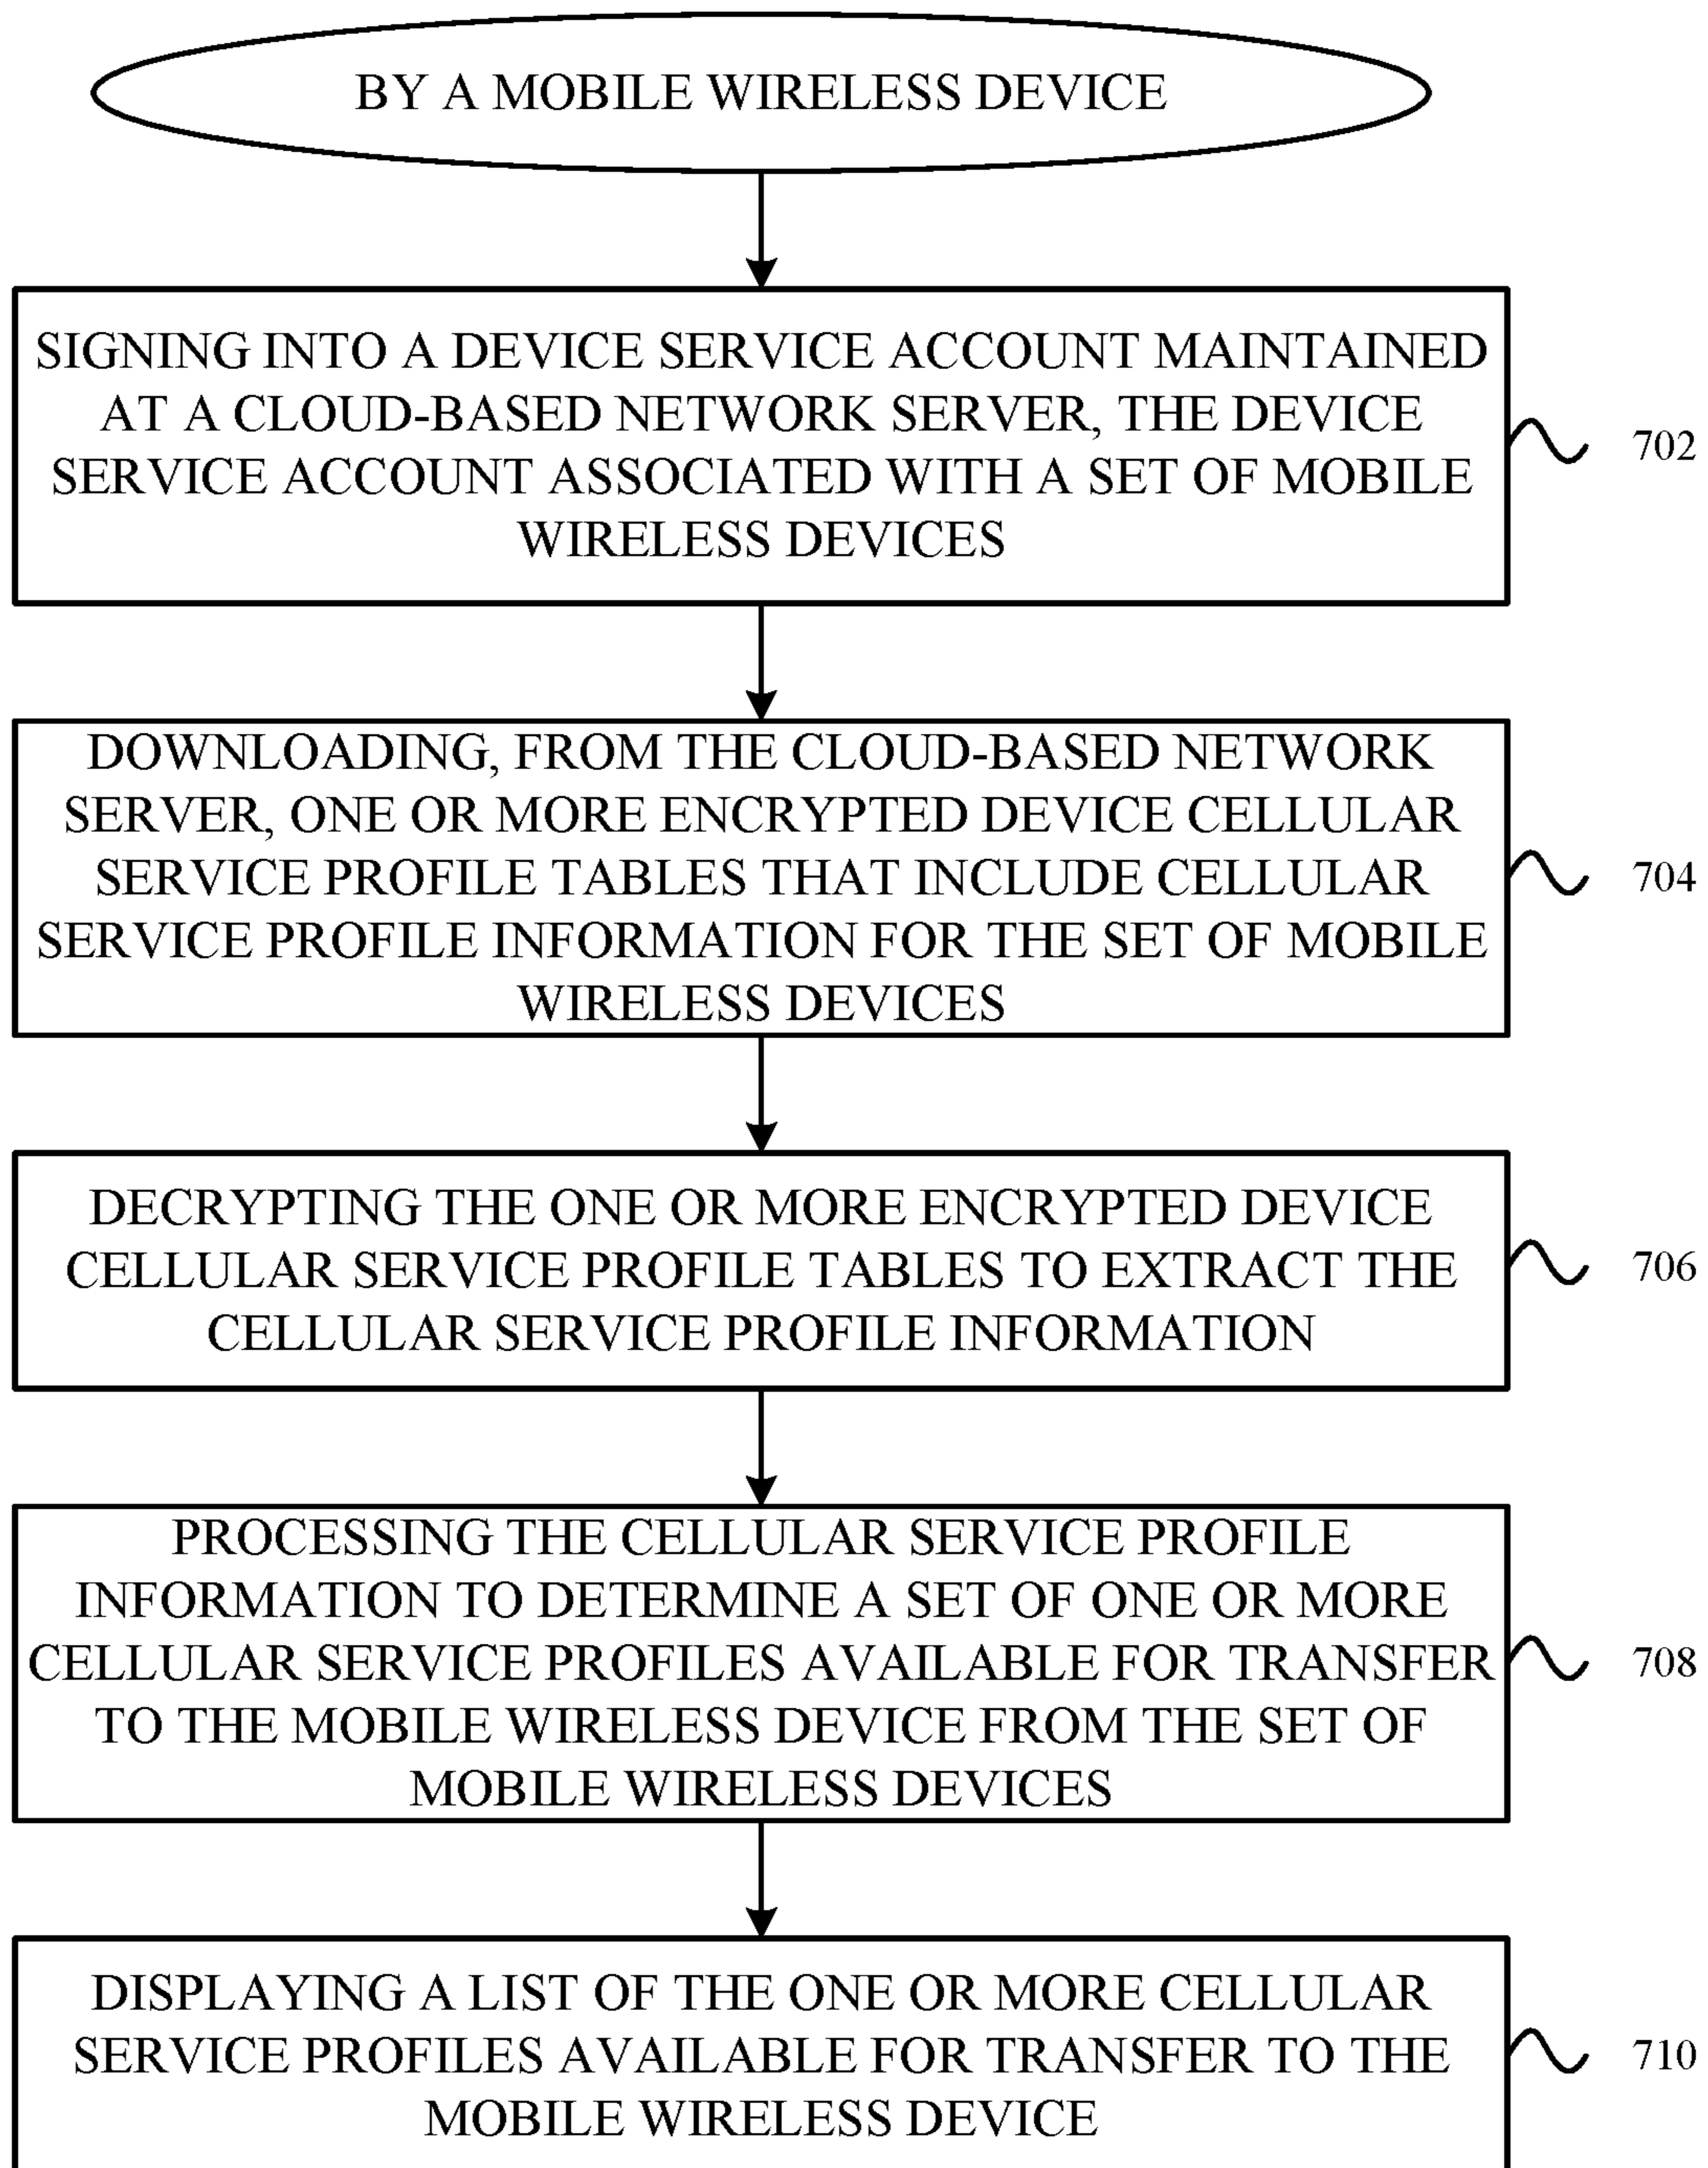 BY A MOBILE WIRELESS DEVICE
SIGNING INTO A DEVICE SERVICE ACCOUNT MAINTAINED
AT A CLOUD-BASED NETWORK SERVER, THE DEVICE
SERVICE ACCOUNT ASSOCIATED WITH A SET OF MOBILE
WIRELESS DEVICES
702
DOWNLOADING, FROM THE CLOUD-BASED NETWORK
SERVER, ONE OR MORE ENCRYPTED DEVICE CELLULAR
SERVICE PROFILE TABLES THAT INCLUDE CELLULAR
SERVICE PROFILE INFORMATION FOR THE SET OF MOBILE
WIRELESS DEVICES
704
DECRYPTING THE ONE OR MORE ENCRYPTED DEVICE
CELLULAR SERVICE PROFILE TABLES TO EXTRACT THE
CELLULAR SERVICE PROFILE INFORMATION
706
PROCESSING THE CELLULAR SERVICE PROFILE
INFORMATION TO DETERMINE A SET OF ONE OR MORE
CELLULAR SERVICE PROFILES AVAILABLE FOR TRANSFER
TO THE MOBILE WIRELESS DEVICE FROM THE SET OF
MOBILE WIRELESS DEVICES
708
DISPLAYING A LIST OF THE ONE OR MORE CELLULAR
SERVICE PROFILES AVAILABLE FOR TRANSFER TO THE
MOBILE WIRELESS DEVICE
710